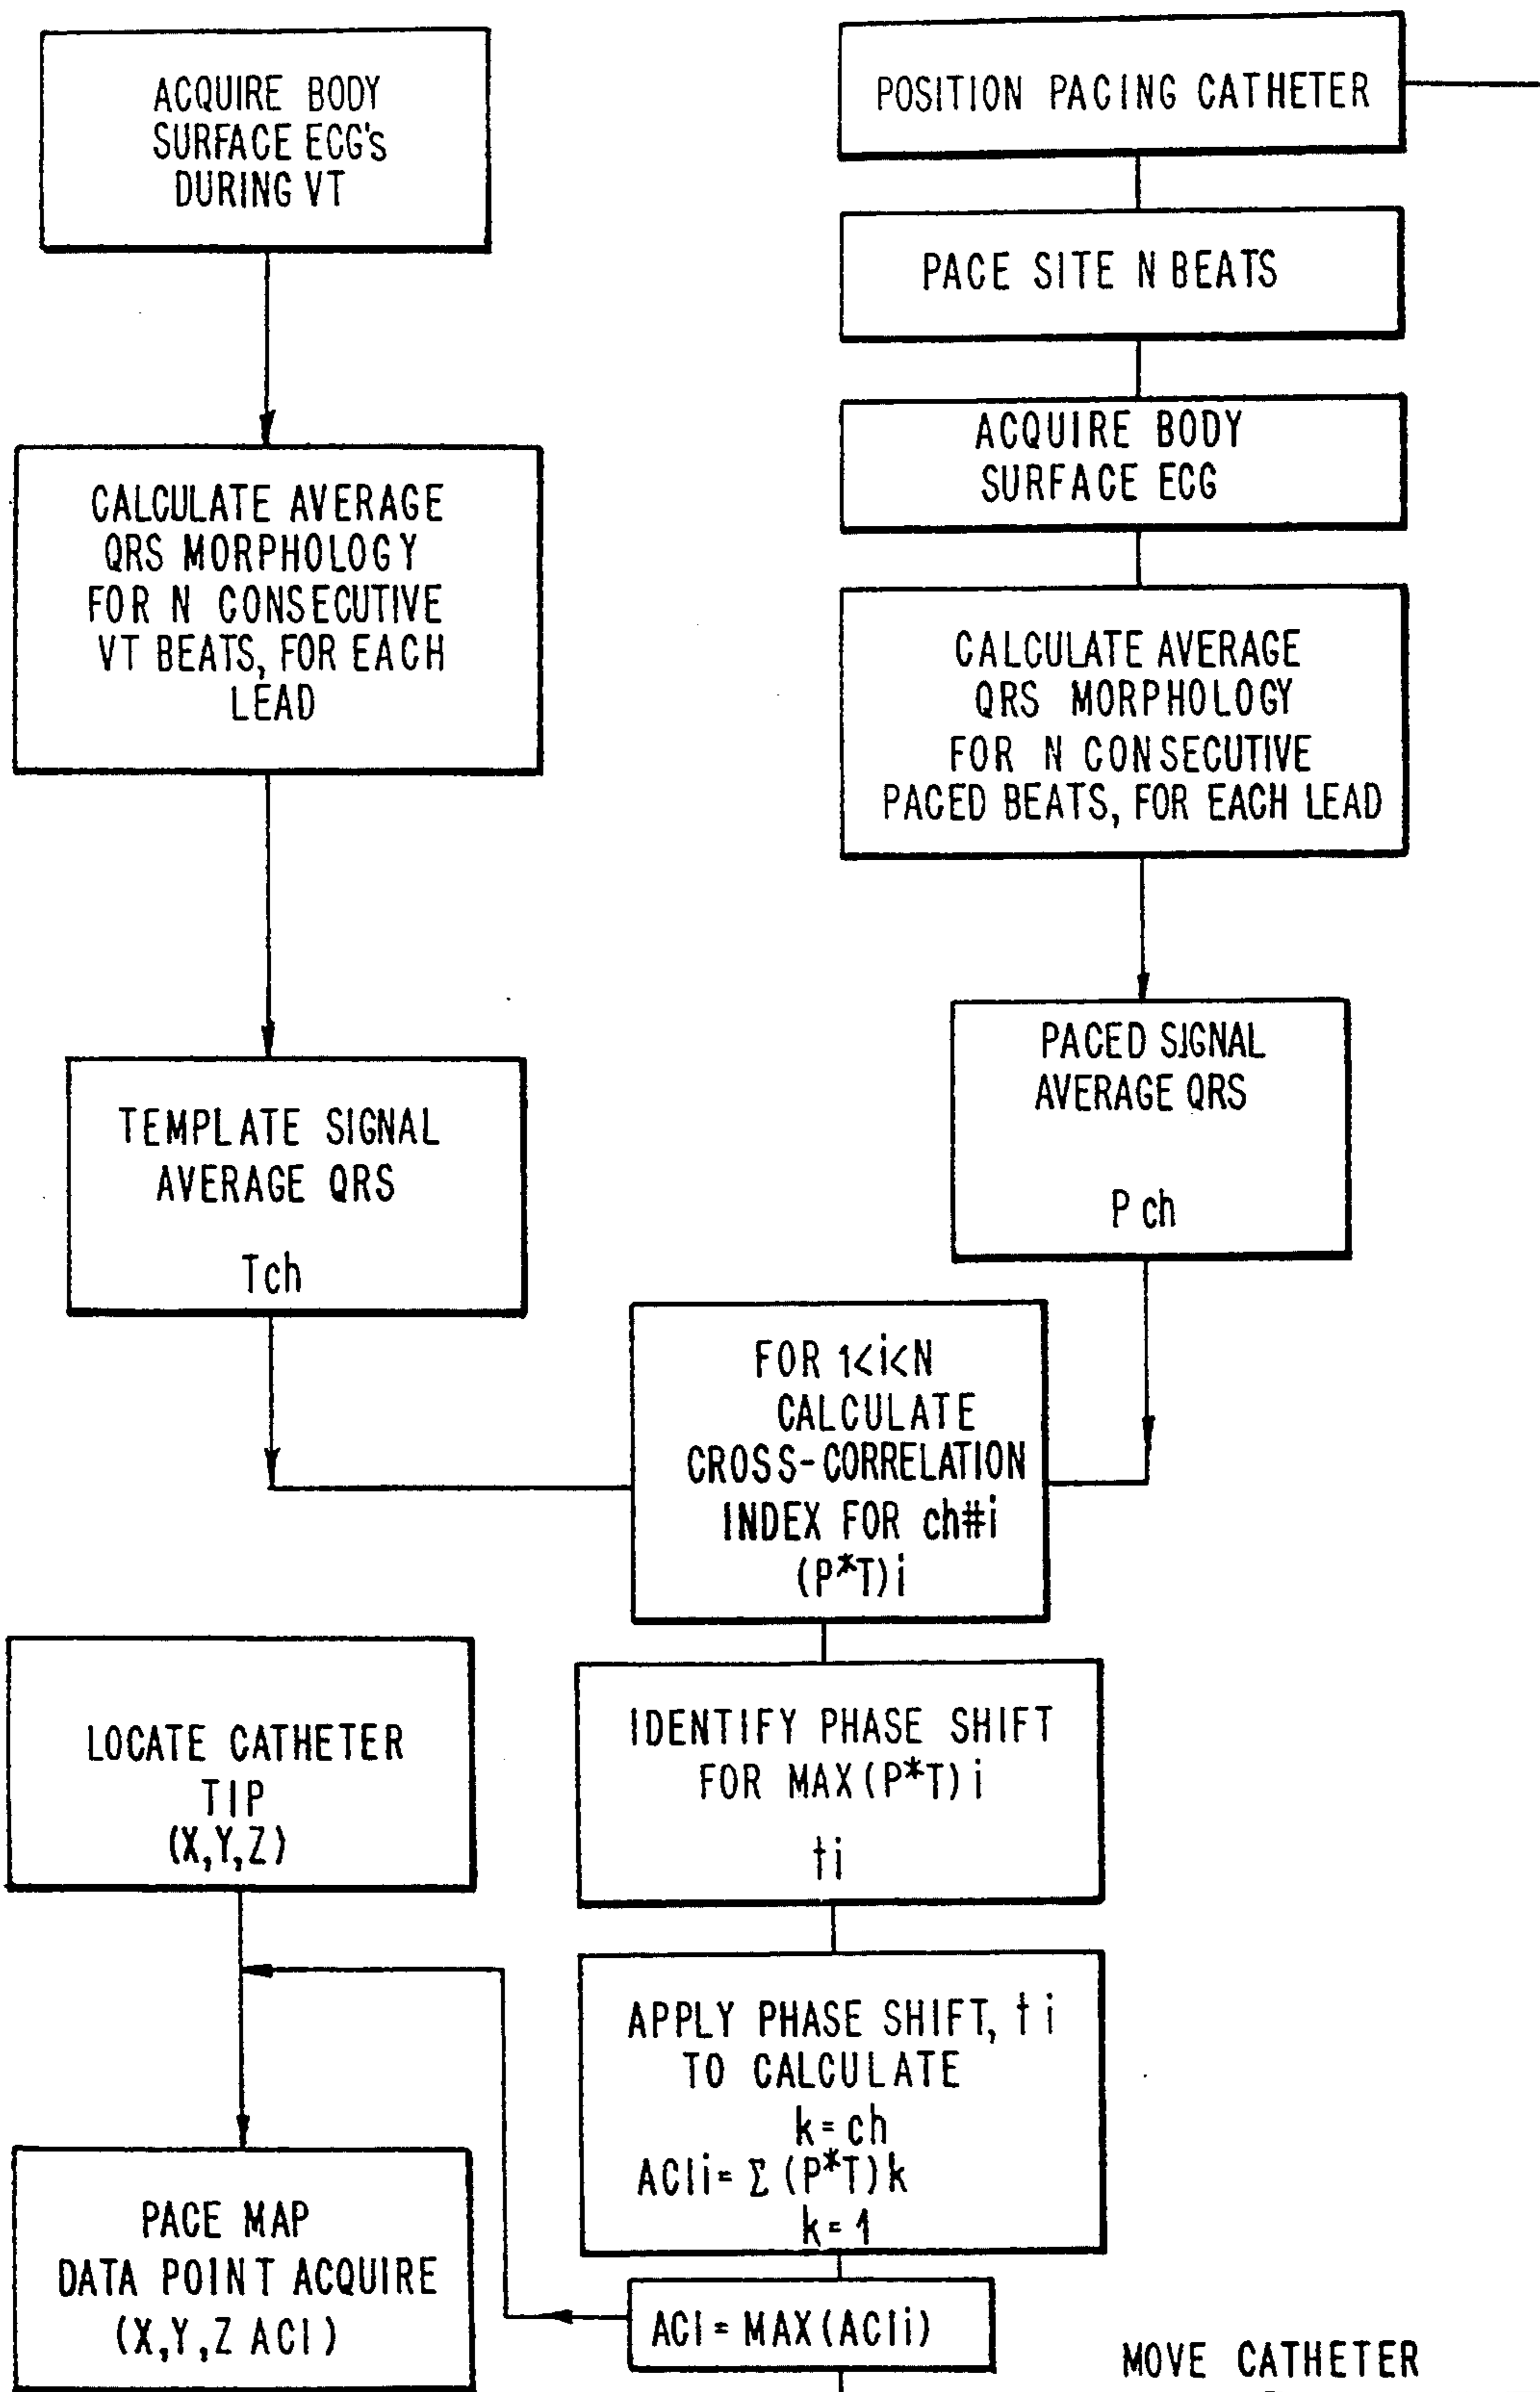 ACQUIRE BODY
SURFACE ECG's
DURING VT
CALCULATE AVERAGE
QRS MORPHOLOGY
FOR N CONSECUTIVE
VT BEATS, FOR EACH
LEAD
TEMPLATE SIGNAL
AVERAGE QRS
Tch
POSITION PACING CATHETER
PACE SITE N BEATS
ACQUIRE BODY
SURFACE ECG
CALCULATE AVERAGE
QRS MORPHOLOGY
FOR N CONSECUTIVE
PACED BEATS, FOR EACH LEAD
PACED SIGNAL
AVERAGE QRS
P ch
FOR 1<i<N
CALCULATE
CROSS-CORRELATION
INDEX FOR ch#i
(P*T)i
IDENTIFY PHASE SHIFT
FOR MAX(P*T)i
ti
APPLY PHASE SHIFT, ti
TO CALCULATE
k=ch
ACIi=Σ(P*T)k
k=1
ACI=MAX(ACIi)
LOCATE CATHETER
TIP
(X,Y,Z)
PACE MAP
DATA POINT ACQUIRE
(X,Y,Z ACI)
MOVE CATHETER